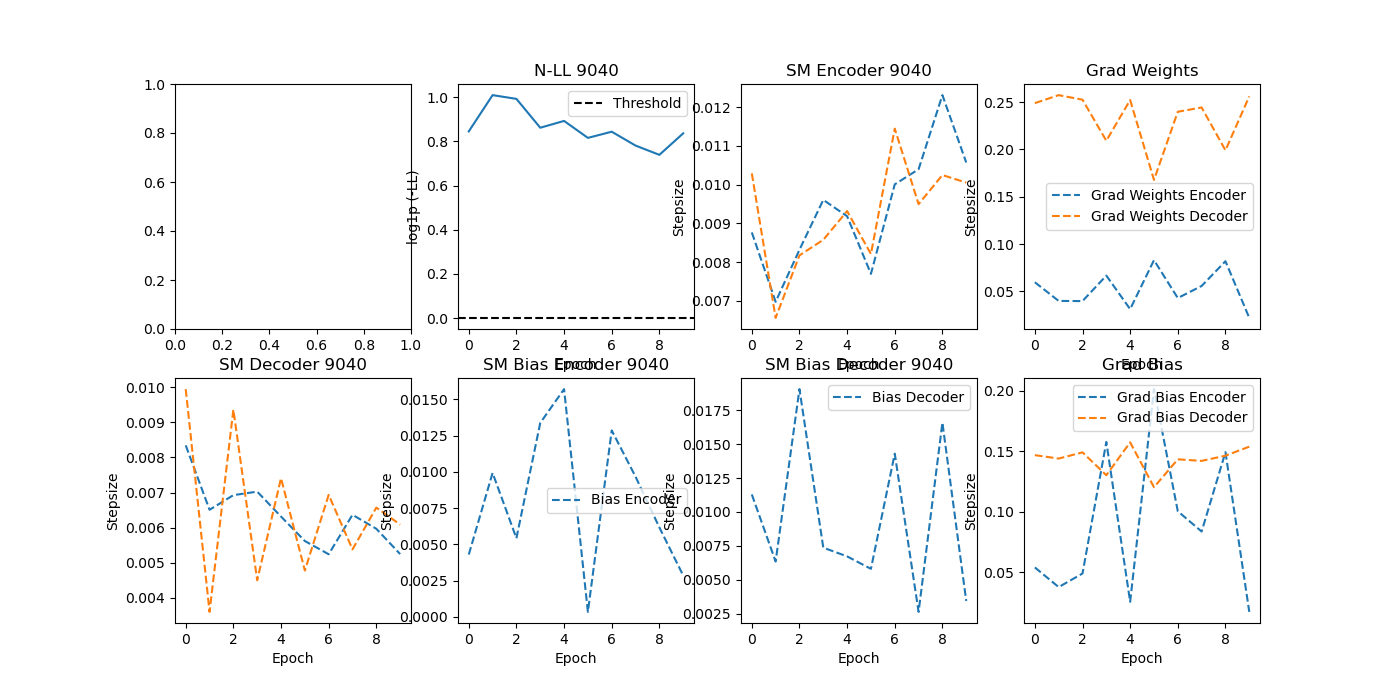 N-LL 9040
SM Encoder 9040
Grad Weights
1.0
0.8
0.6
0.4
0.2
0.0
0.0 0.2 0.4 0.6 0.8 1.0
log1p (-LL)
1.0
0.8
0.6
0.4
0.2
0.0
Threshold
0 2 4 6 8
Epoch
Stepsize
0.012
0.011
0.010
0.009
0.008
0.007
0 2 4 6 8
Epoch
Stepsize
0.25
0.20
0.15
0.10
0.05
Grad Weights Encoder
Grad Weights Decoder
0 2 4 6 8
Epoch
SM Decoder 9040
SM Bias Encoder 9040
SM Bias Decoder 9040
Grad Bias
Stepsize
0.010
0.009
0.008
0.007
0.006
0.005
0.004
0 2 4 6 8
Epoch
Stepsize
0.0150
0.0125
0.0100
0.0075
0.0050
0.0025
0.0000
Bias Encoder
0 2 4 6 8
Epoch
Stepsize
0.0175
0.0150
0.0125
0.0100
0.0075
0.0050
0.0025
Bias Decoder
0 2 4 6 8
Epoch
Stepsize
0.20
0.15
0.10
0.05
Grad Bias Encoder
Grad Bias Decoder
0 2 4 6 8
Epoch